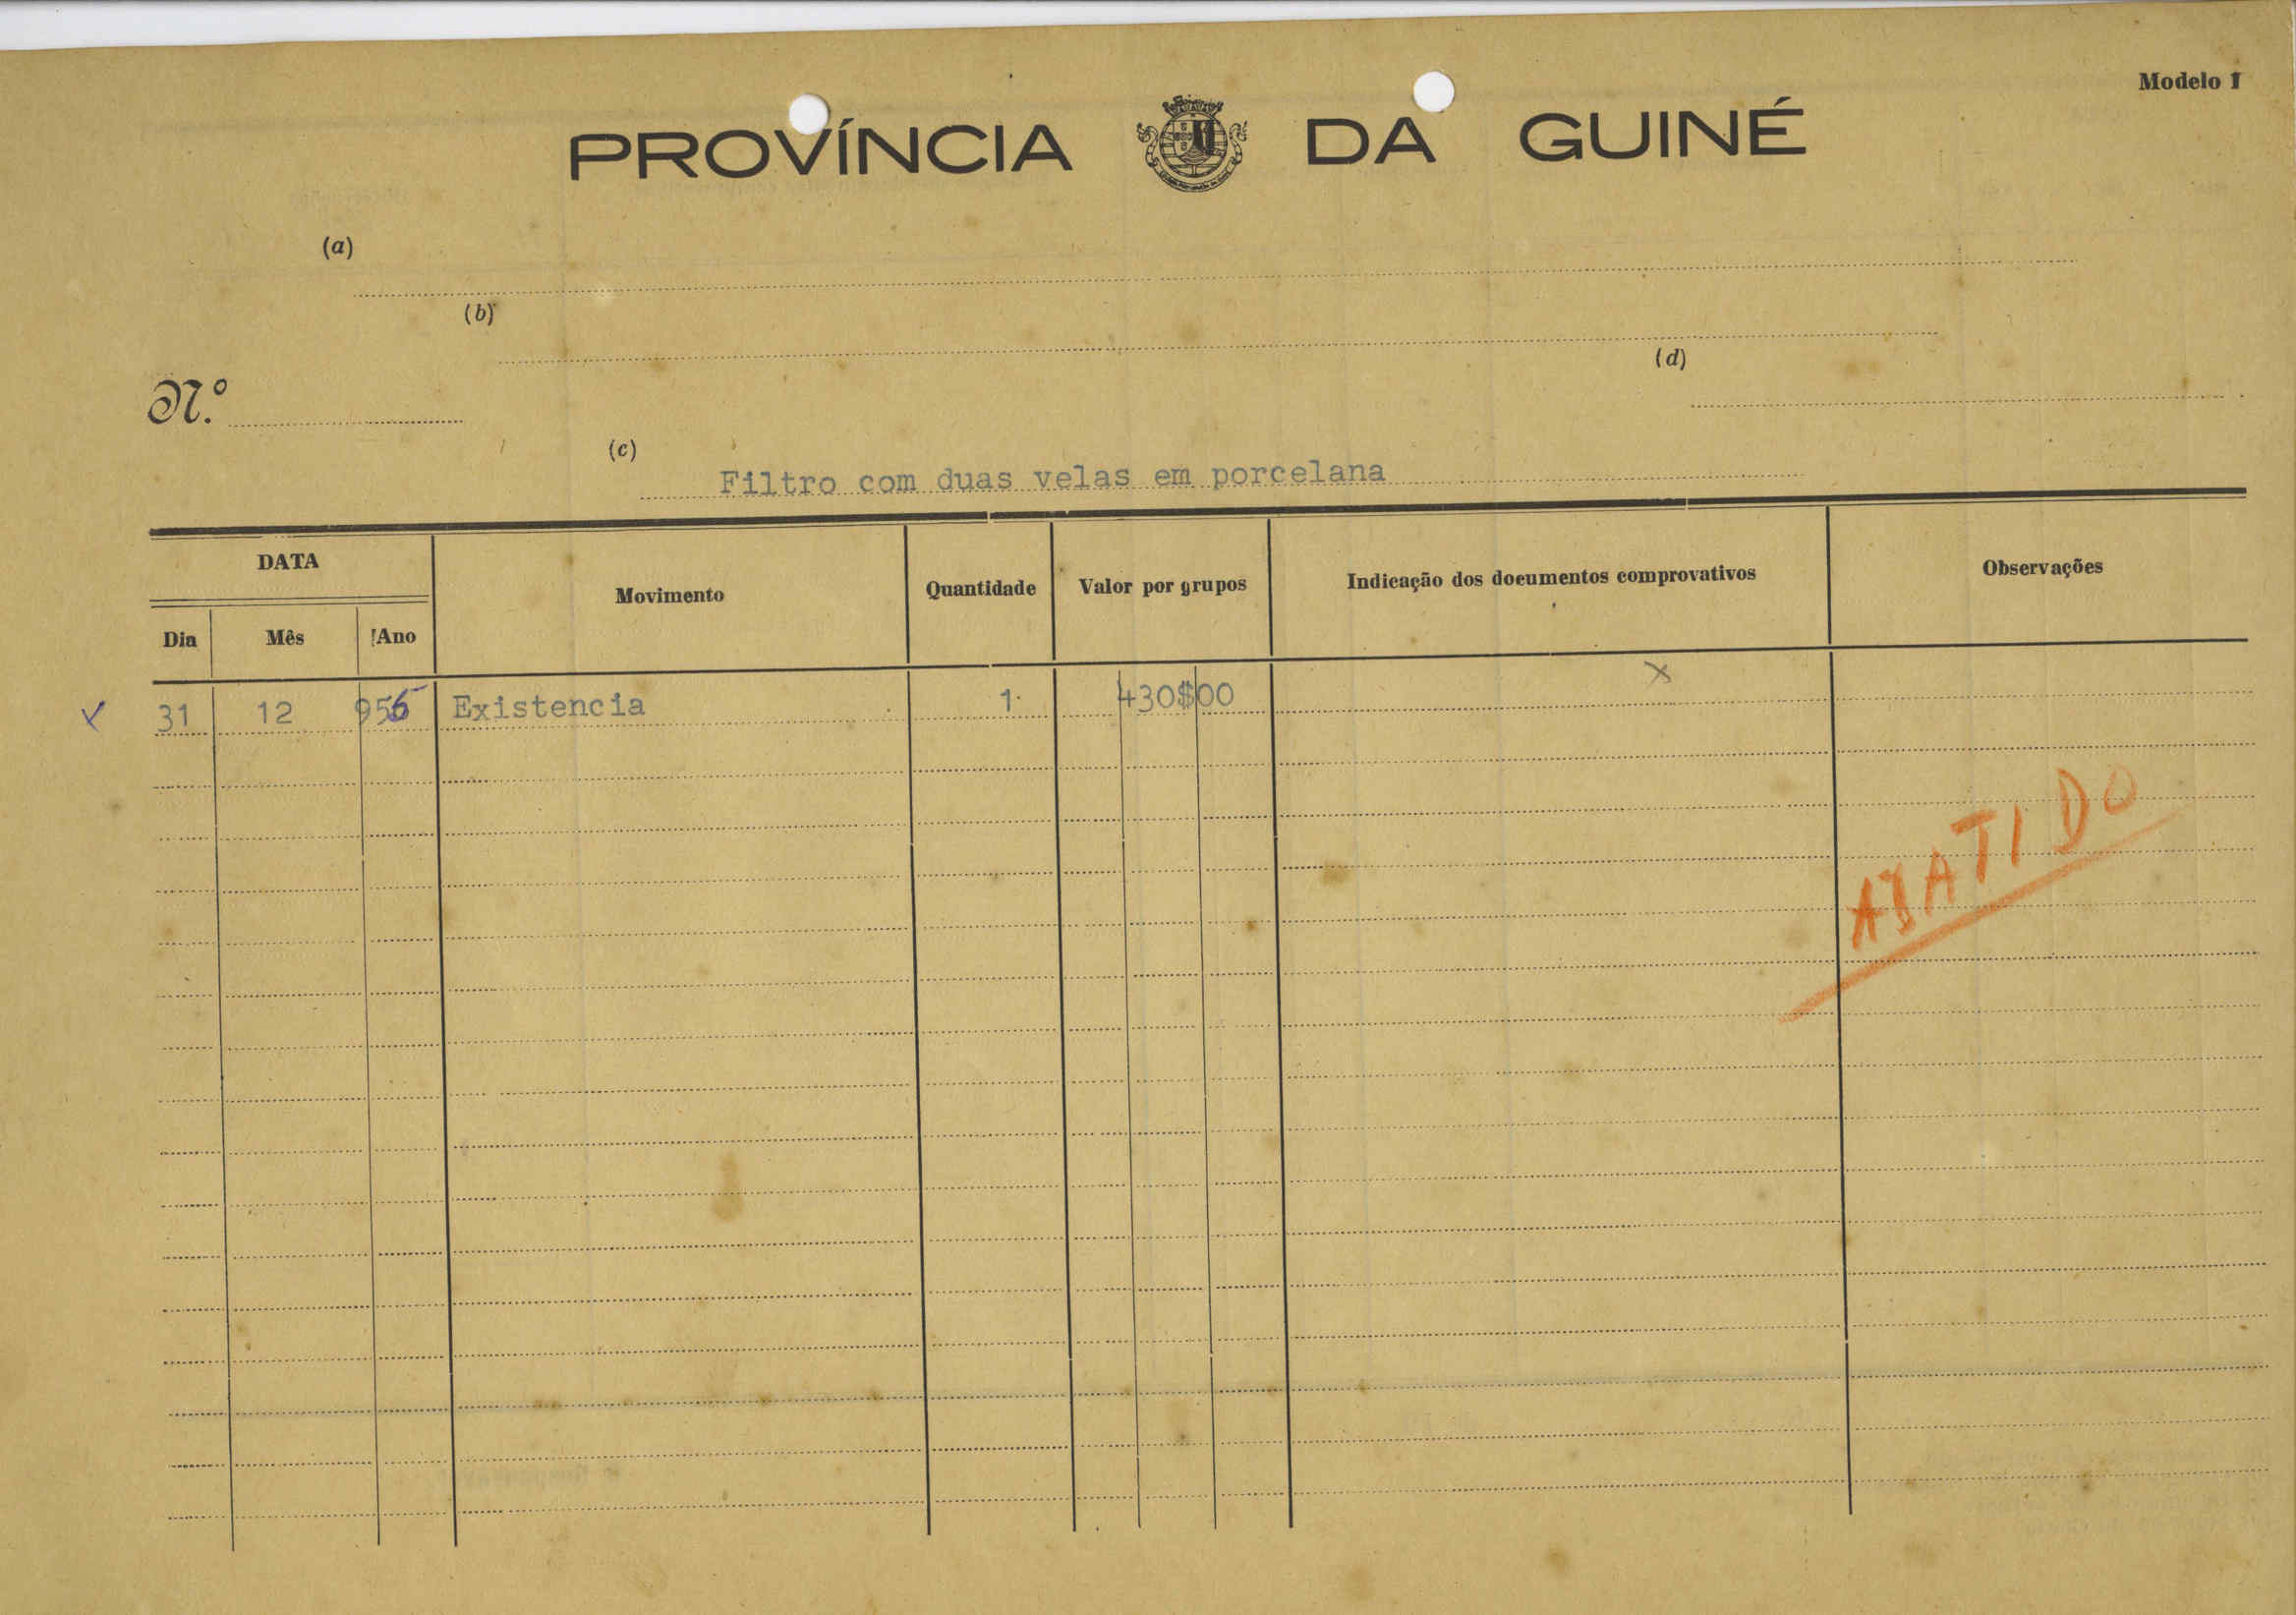 Modelo 1
PROVÍNCIA DA GUINÉ
(a)
(b)
(d)
N.º
(c)
Filtro com duas velas em porcelana
DATA
Movimento
Quantidade
Valor por grupos
Indicação dos documentos comprovativos
Observações
Dia Mês Ano
x
x 31 12 955 Existencia 1 430$00
ABATIDO